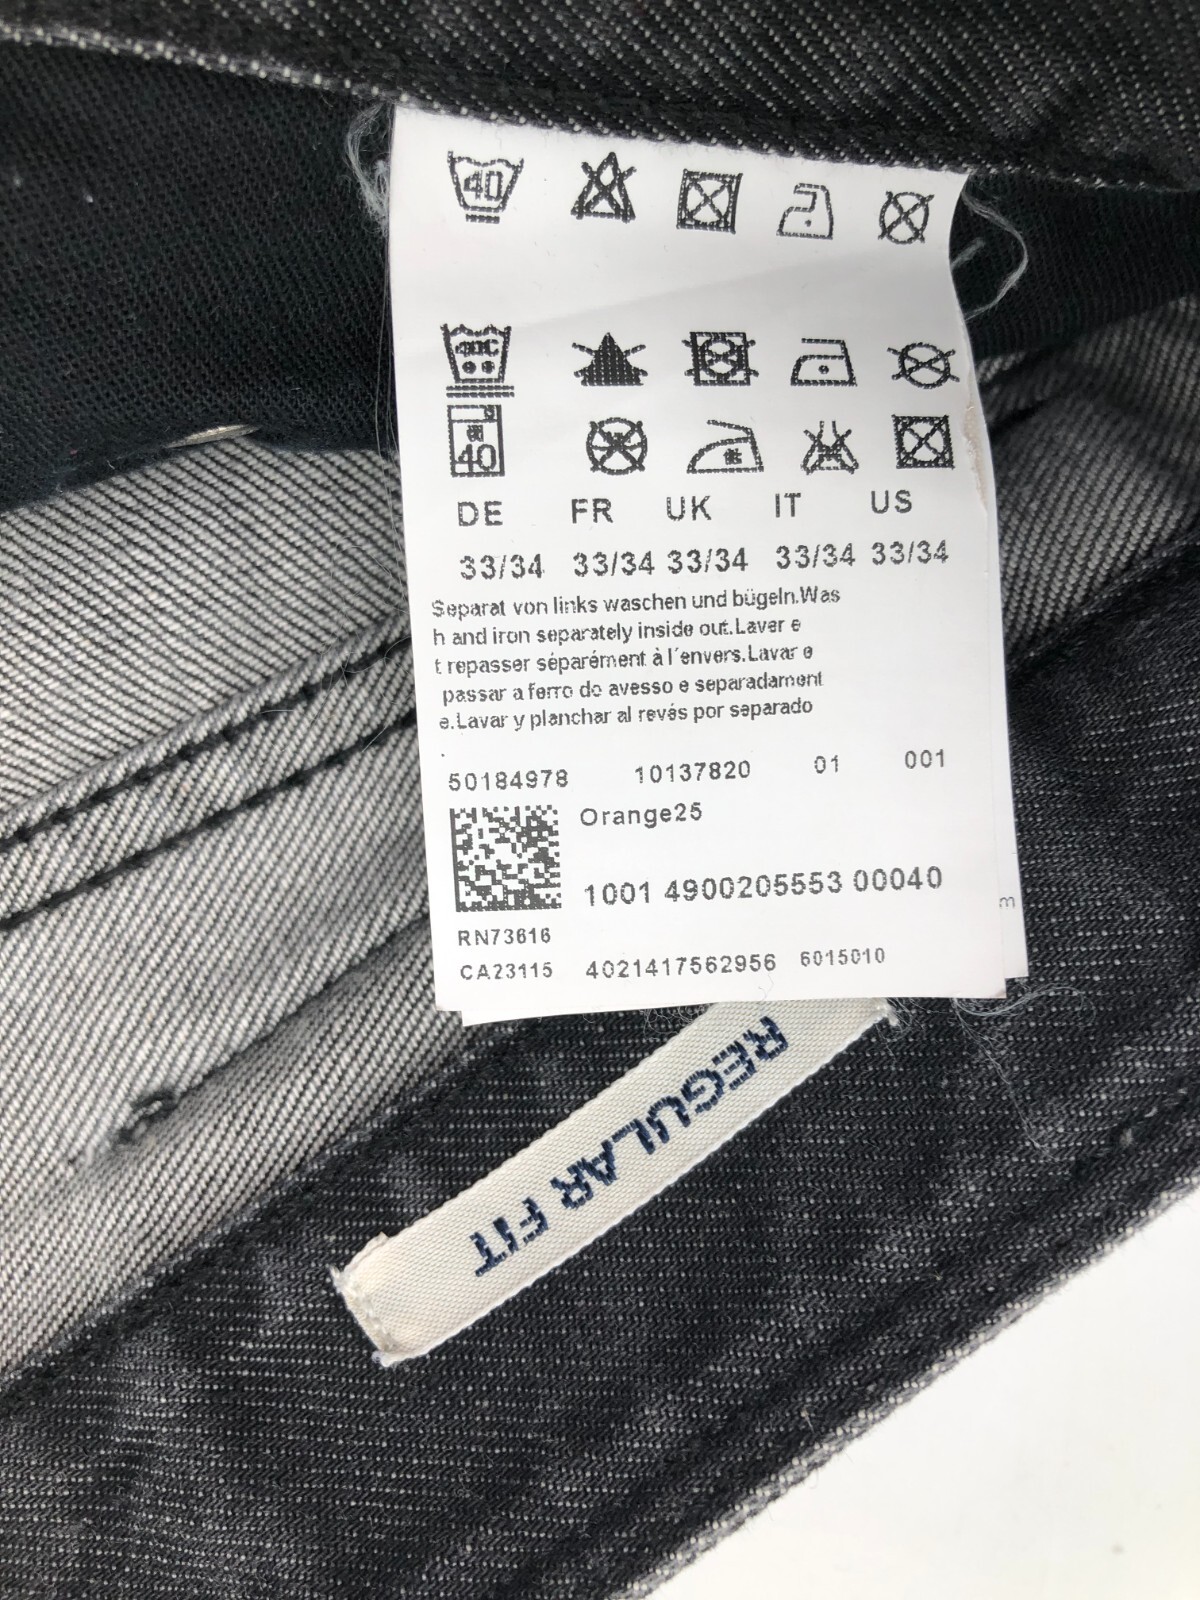 40
40C
40
DE FR UK IT US
33/34 33/34 33/34 33/34 33/34
Separat von links waschen und bügeln.Was
h and iron separately inside out.Laver e
t repasser séparément à l´envers.Lavar e
passar a ferro do avesso e separadament
e.Lavar y planchar al revés por separado
.
50184978 10137820 01 001
Orange25
1001 4900205553 00040
RN73616
CA23115 4021417562956 6015010
m
REGULAR FIT